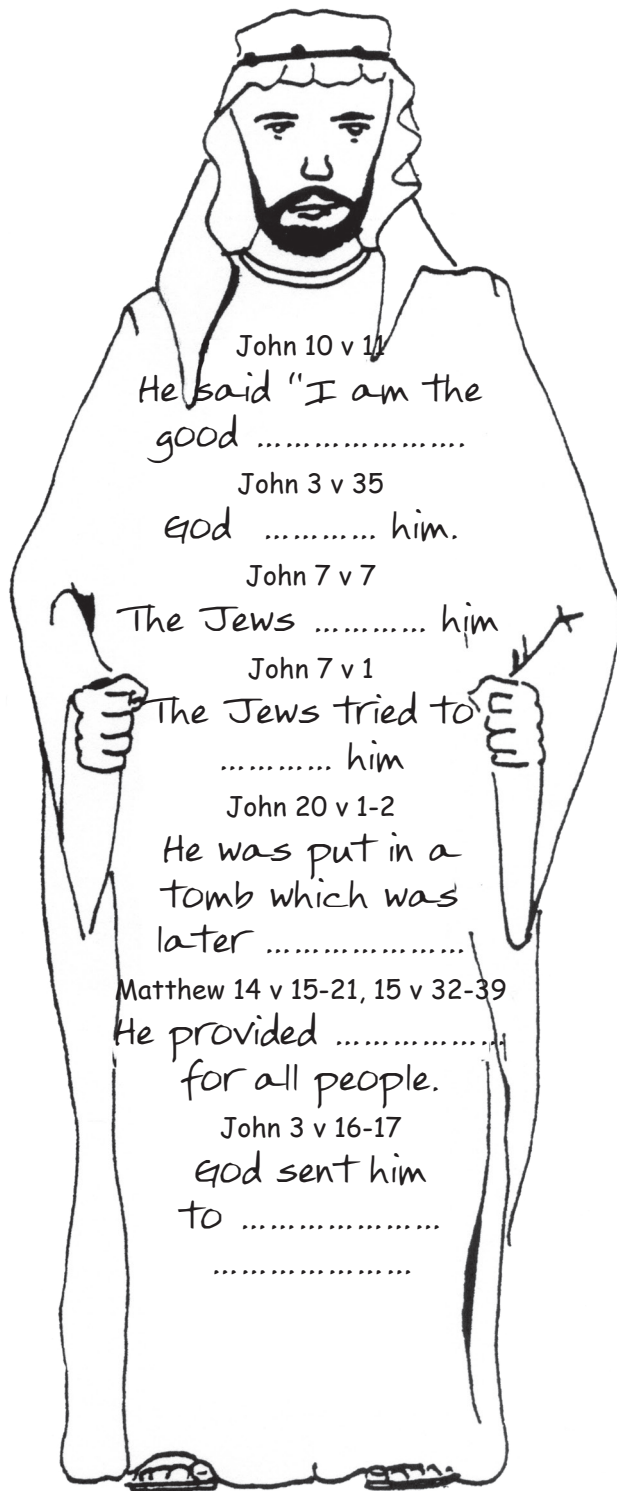 John 10 v 11
He said "I am the
good .......................
John 3 v 35
God ............ him.
John 7 v 7
The Jews ............ him
John 7 v 1
The Jews tried to
............ him
John 20 v 1-2
He was put in a
tomb which was
later .....................
Matthew 14 v 15-21, 15 v 32-39
He provided ..................
for all people.
John 3 v 16-17
God sent him
to .....................
.....................